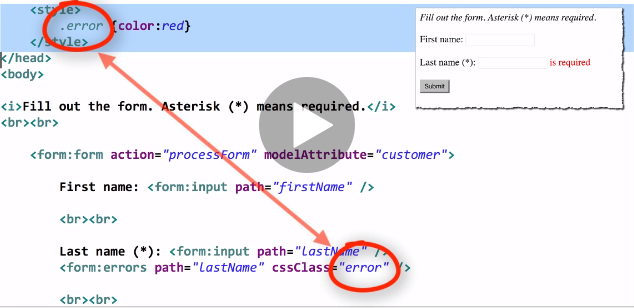 <style>
.error {color:red}
</style>
</head>
<body>
<i>Fill out the form. Asterisk (*) means required.</i>
<br><br>
<form:form action="processForm" modelAttribute="customer">
First name: <form:input path="firstName" />
<br><br>
Last name (*): <form:input path="lastName" />
<form:errors path="lastName" cssClass="error" />
<br><br>
Fill out the form. Asterisk (*) means required.
First name:
Last name (*): is required
Submit